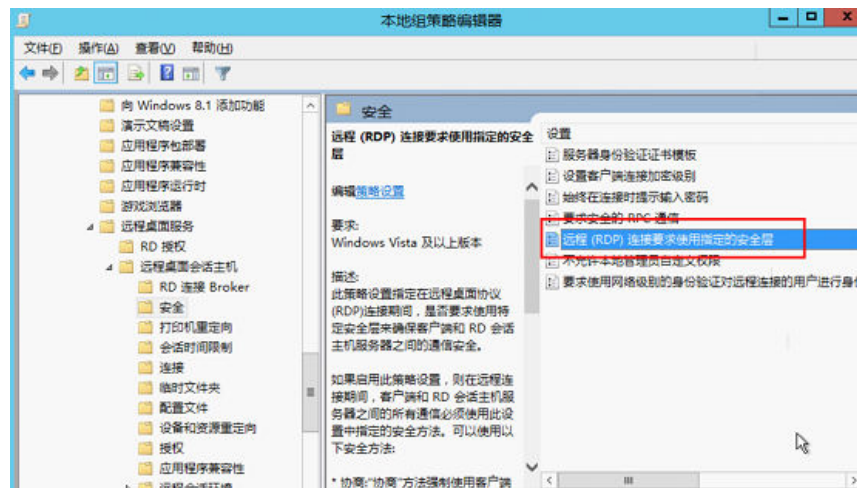 本地组策略编辑器
文件(F) 操作(A) 查看(V) 帮助(H)
向 Windows 8.1 添加功能
演示文稿设置
应用程序包部署
应用程序兼容性
应用程序运行时
游戏浏览器
远程桌面服务
RD 授权
远程桌面会话主机
RD 连接 Broker
安全
打印机重定向
会话时间限制
连接
临时文件夹
配置文件
设备和资源重定向
授权
应用程序兼容性
远程会话环境
安全
远程 (RDP) 连接要求使用指定的安全
层
编辑策略设置
要求:
Windows Vista 及以上版本
描述:
此策略设置指定在远程桌面协议
(RDP)连接期间，是否要求使用特
定安全层来确保客户端和 RD 会话
主机服务器之间的通信安全。
如果启用此策略设置，则在远程连
接期间，客户端和 RD 会话主机服
务器之间的所有通信必须使用此设
置中指定的安全方法。可以使用以
下安全方法:
* 协商:“协商”方法强制使用客户端
设置
服务器身份验证证书模板
设置客户端连接加密级别
始终在连接时提示输入密码
要求安全的 RPC 通信
远程 (RDP) 连接要求使用指定的安全层
不允许本地管理员自定义权限
要求使用网络级别的身份验证对远程连接的用户进行身